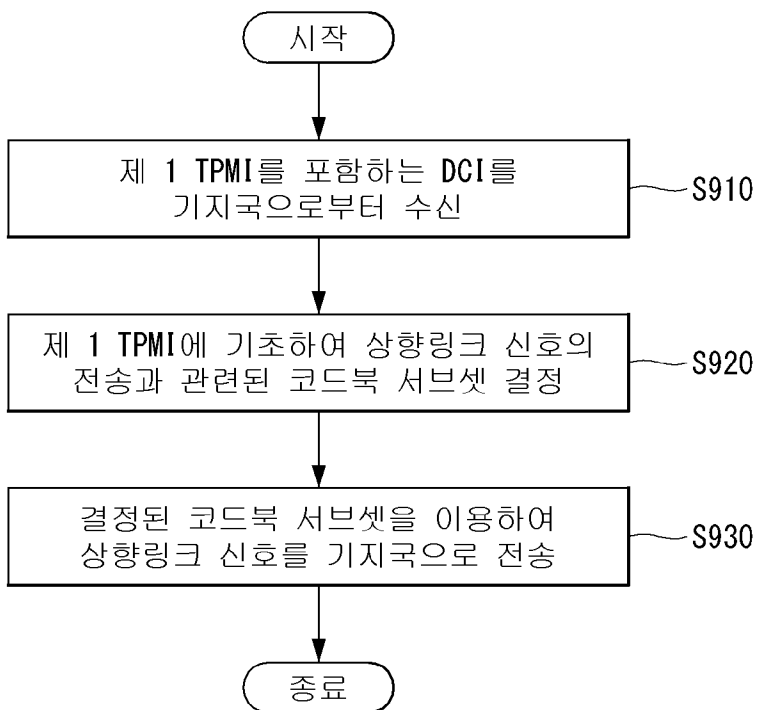 시작
제 1 TPMI를 포함하는 DCI를
기지국으로부터 수신
S910
제 1 TPMI에 기초하여 상향링크 신호의
전송과 관련된 코드북 서브셋 결정
S920
결정된 코드북 서브셋을 이용하여
상향링크 신호를 기지국으로 전송
S930
종료